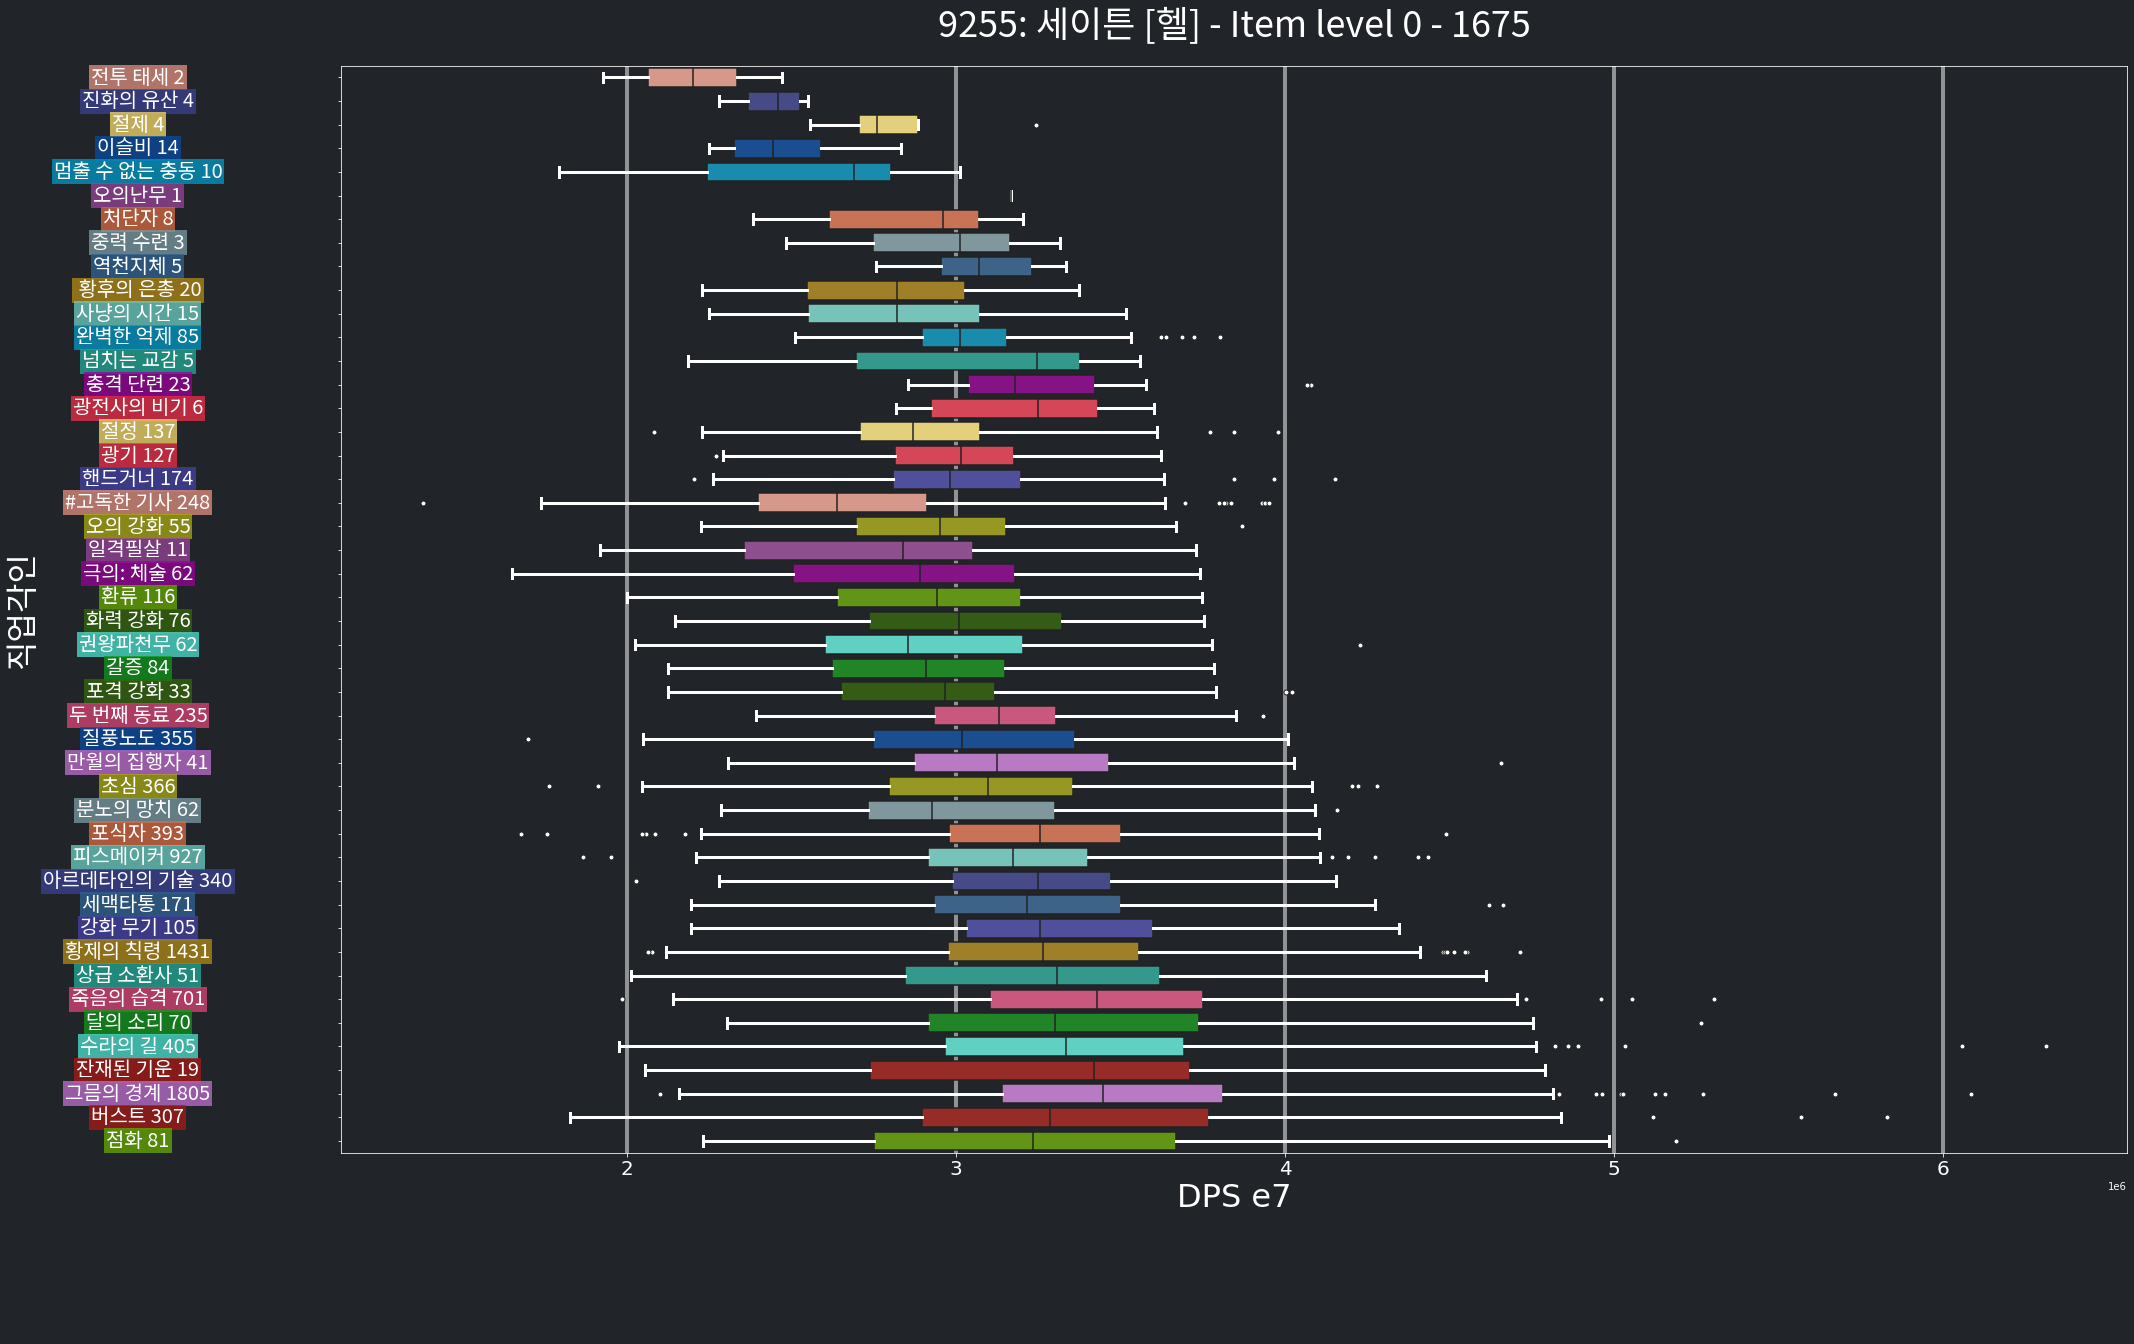 9255: 세이튼 [헬] - Item level 0 - 1675
직업각인
전투 태세 2
진화의 유산 4
절제 4
이슬비 14
멈출 수 없는 충동 10
오의난무 1
처단자 8
중력 수련 3
역천지체 5
황후의 은총 20
사냥의 시간 15
완벽한 억제 85
넘치는 교감 5
충격 단련 23
광전사의 비기 6
절정 137
광기 127
핸드거너 174
#고독한 기사 248
오의 강화 55
일격필살 11
극의: 체술 62
환류 116
화력 강화 76
권왕파천무 62
갈증 84
포격 강화 33
두 번째 동료 235
질풍노도 355
만월의 집행자 41
초심 366
분노의 망치 62
포식자 393
피스메이커 927
아르데타인의 기술 340
세맥타통 171
강화 무기 105
황제의 칙령 1431
상급 소환사 51
죽음의 습격 701
달의 소리 70
수라의 길 405
잔재된 기운 19
그믐의 경계 1805
버스트 307
점화 81
2 3 4 5 6
DPS e7
1e6